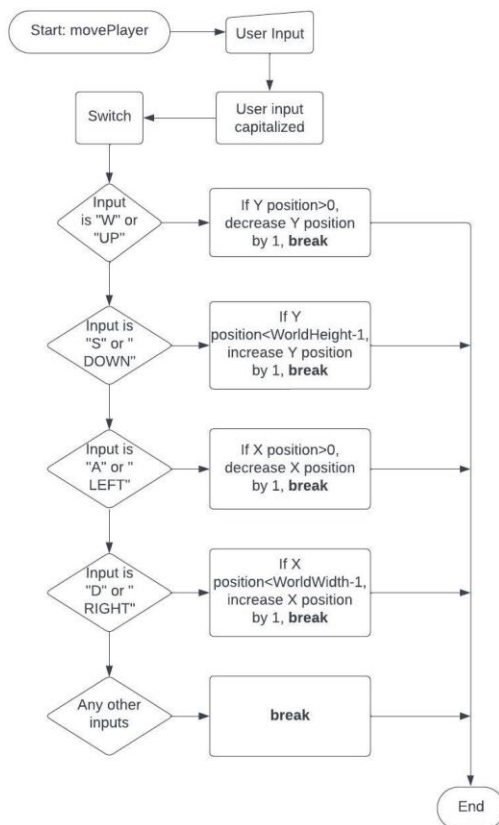 Start: movePlayer
User Input
User input
capitalized
Switch
Input
is "W" or
"UP"
If Y position>0,
decrease Y position
by 1, break
Input is
"S" or "
DOWN"
If Y
position<WorldHeight-1,
increase Y position
by 1, break
Input is
"A" or "
LEFT"
If X position>0,
decrease X position
by 1, break
Input is
"D" or "
RIGHT"
If X
position<WorldWidth-1,
increase X position
by 1, break
Any other
inputs
break
End